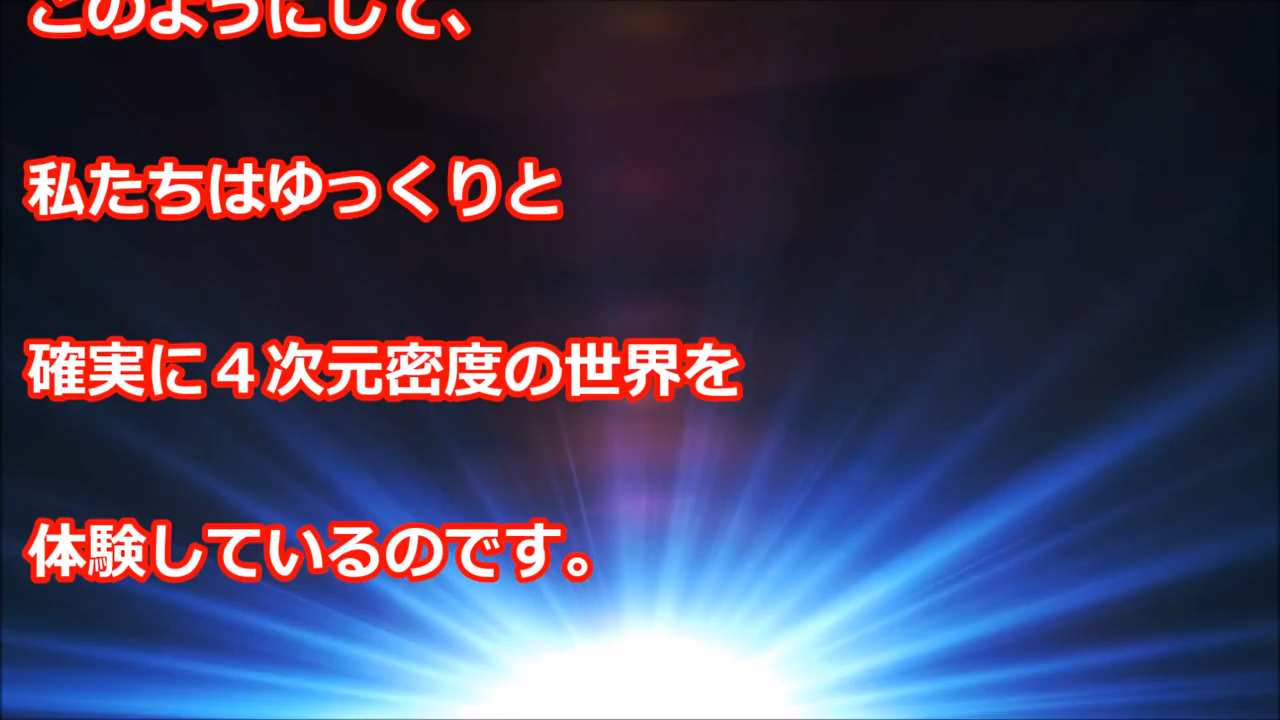 このようにして、
私たちはゆっくりと
確実に４次元密度の世界を
体験しているのです。